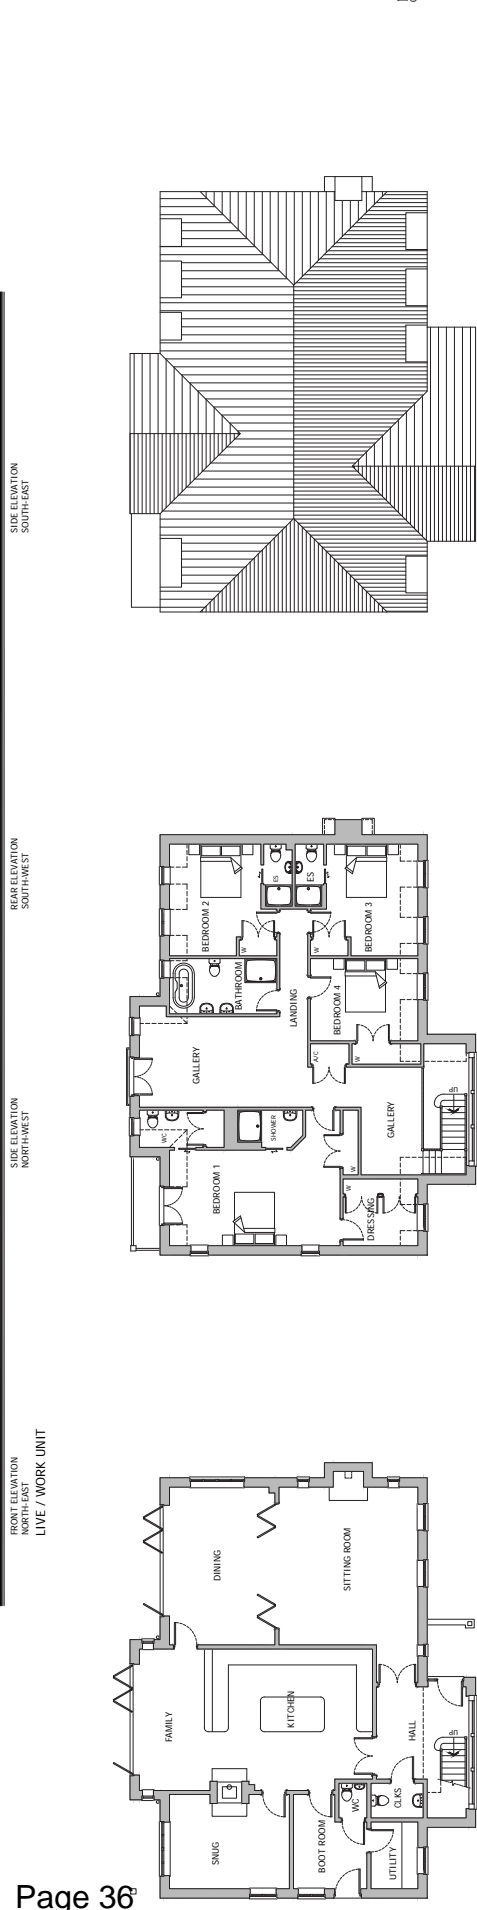 SIDE ELEVATION
SOUTH-EAST
REAR ELEVATION
SOUTH-WEST
SIDE ELEVATION
NORTH-WEST
FRONT ELEVATION
NORTH-EAST
LIVE / WORK UNIT
BEDROOM 2
ES
ES
BEDROOM 3
W
W
BATHROOM
LANDING
BEDROOM 4
GALLERY
A/C
W
WC
SHOWER
GALLERY
UP
BEDROOM 1
W
W
DRESSING
DINING
SITTING ROOM
FAMILY
KITCHEN
HALL
UP
SNUG
BOOT ROOM
WC
CLKS
UTILITY
Page 36